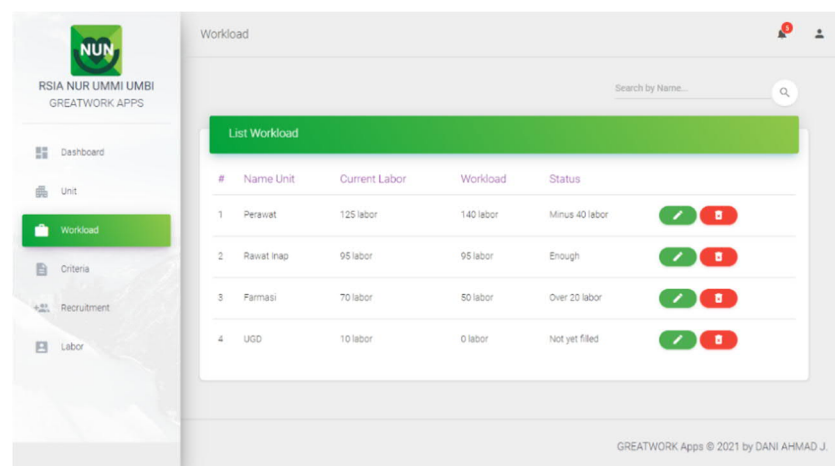 NUN
RSIA NUR UMMI UMBI
GREATWORK APPS
Dashboard
Unit
Workload
Criteria
Recruitment
Labor
Workload
5
Search by Name...
List Workload
# Name Unit Current Labor Workload Status
1 Perawat 125 labor 140 labor Minus 40 labor
2 Rawat Inap 95 labor 95 labor Enough
3 Farmasi 70 labor 50 labor Over 20 labor
4 UGD 10 labor 0 labor Not yet filled
GREATWORK Apps © 2021 by DANI AHMAD J.